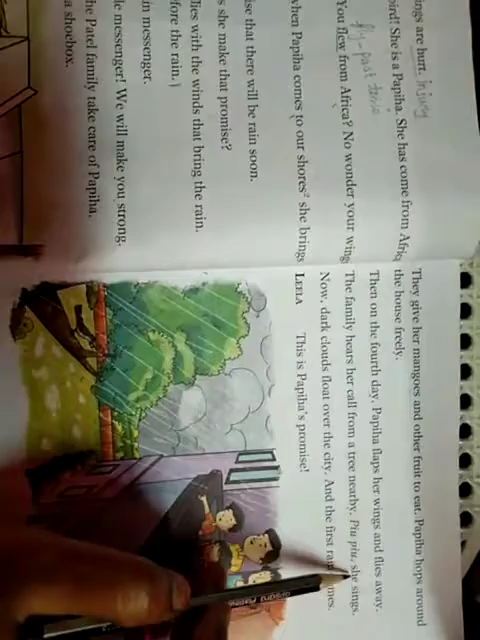 ings are hurt. injury
bird! She is a Papiha. She has come from Afric
fly - past tense
You flew from Africa? No wonder your wing
when Papiha comes to our shores she brings
se that there will be rain soon.
s she make that promise?
lies with the winds that bring the rain.
fore the rain.
in messenger.
le messenger! We will make you strong.
he Patel family take care of Papiha.
a shoebox.
They give her mangoes and other fruit to eat. Papiha hops around
the house freely.
Then on the fourth day, Papiha flaps her wings and flies away.
The family hears her call from a tree nearby. Piu piu, she sings.
Now, dark clouds float over the city. And the first rain mes.
LEELA This is Papiha's promise!